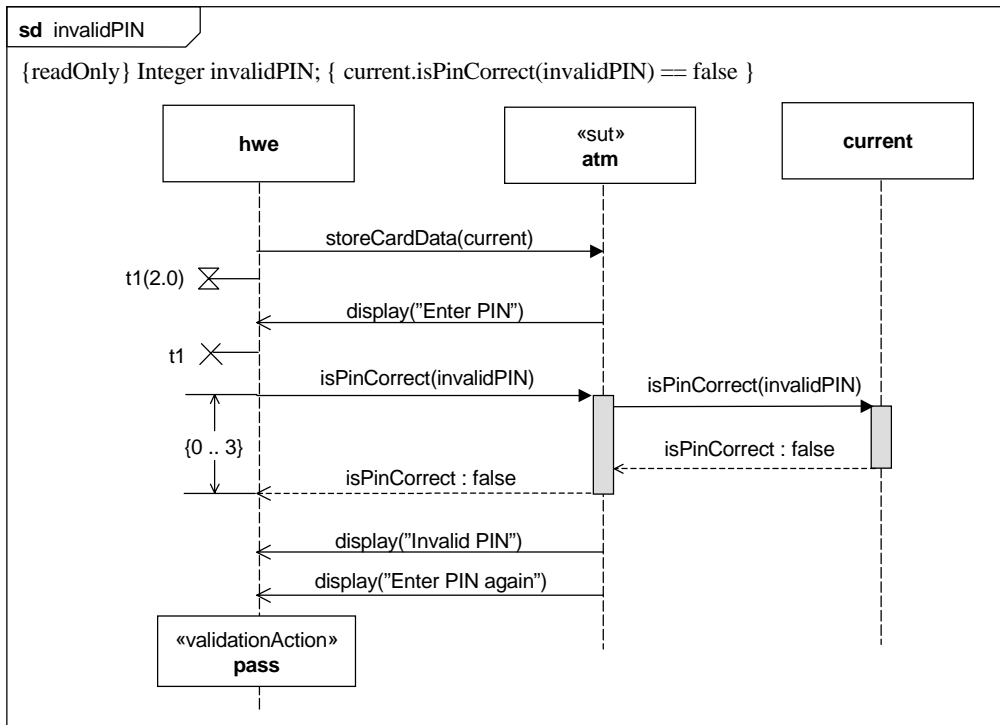 sd invalidPIN
{readOnly} Integer invalidPIN; { current.isPinCorrect(invalidPIN) == false }
hwe
«sut»
atm
current
storeCardData(current)
t1(2.0)
display(”Enter PIN”)
t1
isPinCorrect(invalidPIN)
isPinCorrect(invalidPIN)
{0 .. 3}
isPinCorrect : false
isPinCorrect : false
display(”Invalid PIN”)
display(”Enter PIN again”)
«validationAction»
pass